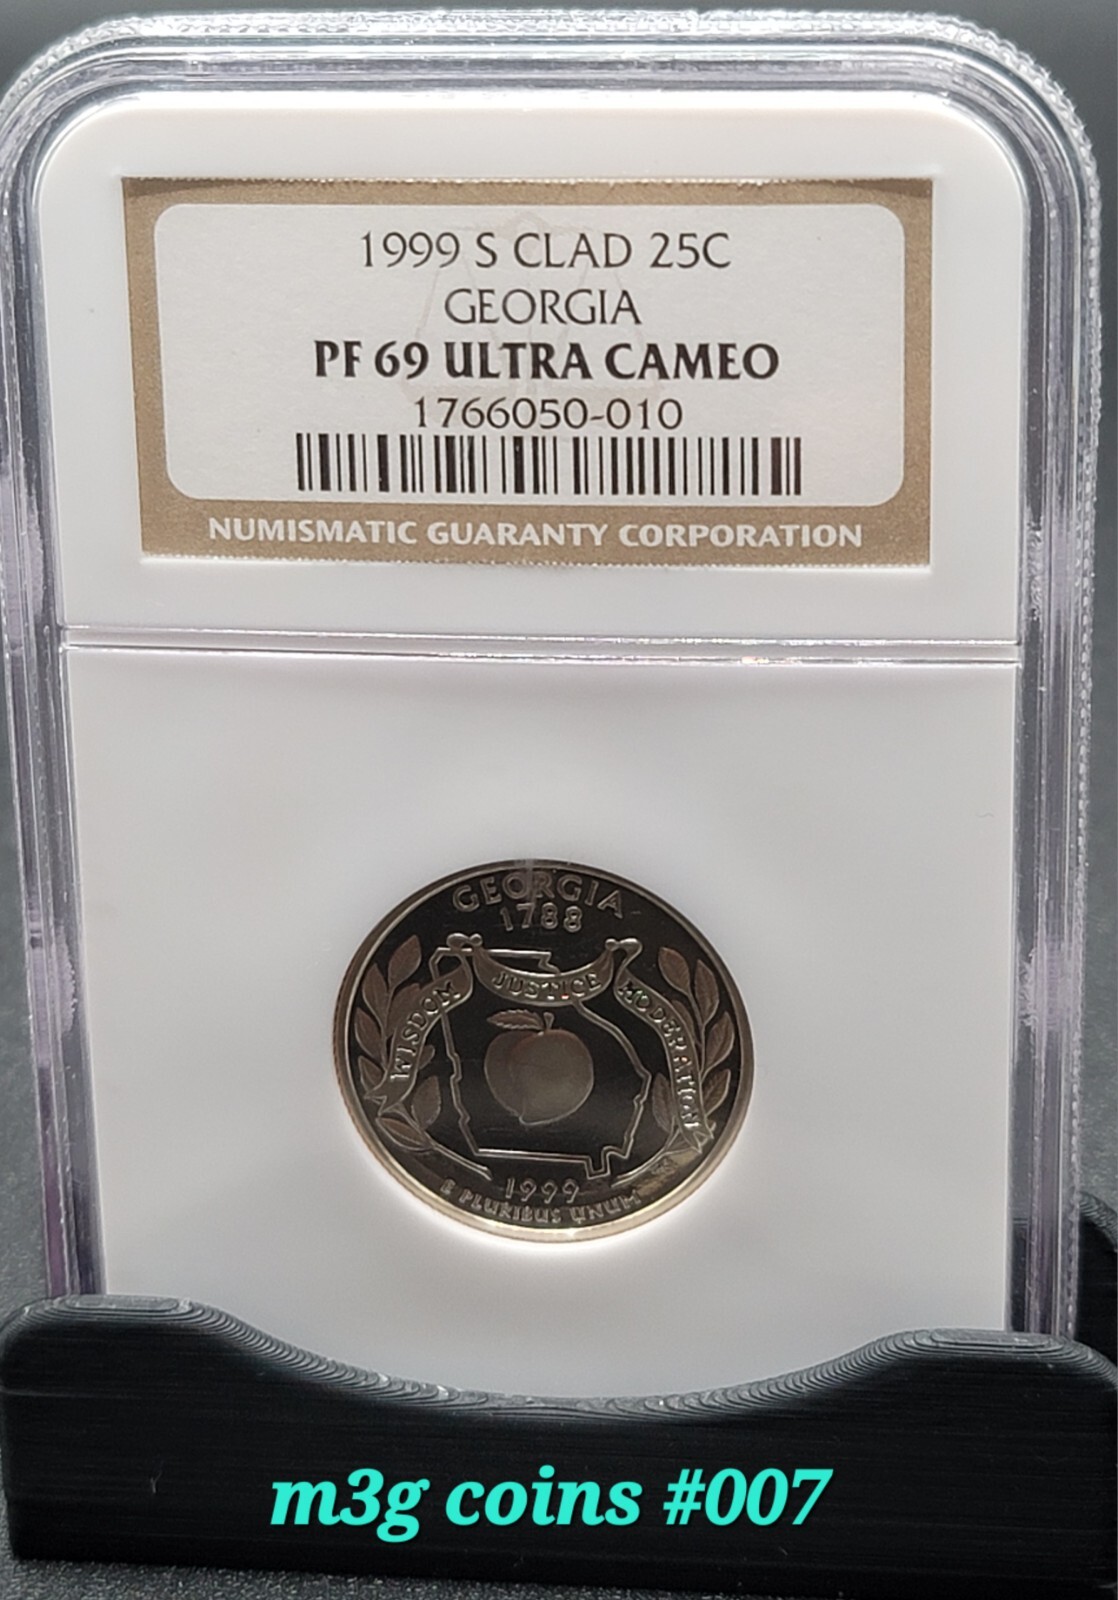 1999 S CLAD 25C
GEORGIA
PF 69 ULTRA CAMEO
1766050-010
NUMISMATIC GUARANTY CORPORATION
GEORGIA
1788
WISDOM JUSTICE MODERATION
1999
E PLURIBUS UNUM
m3g coins #007